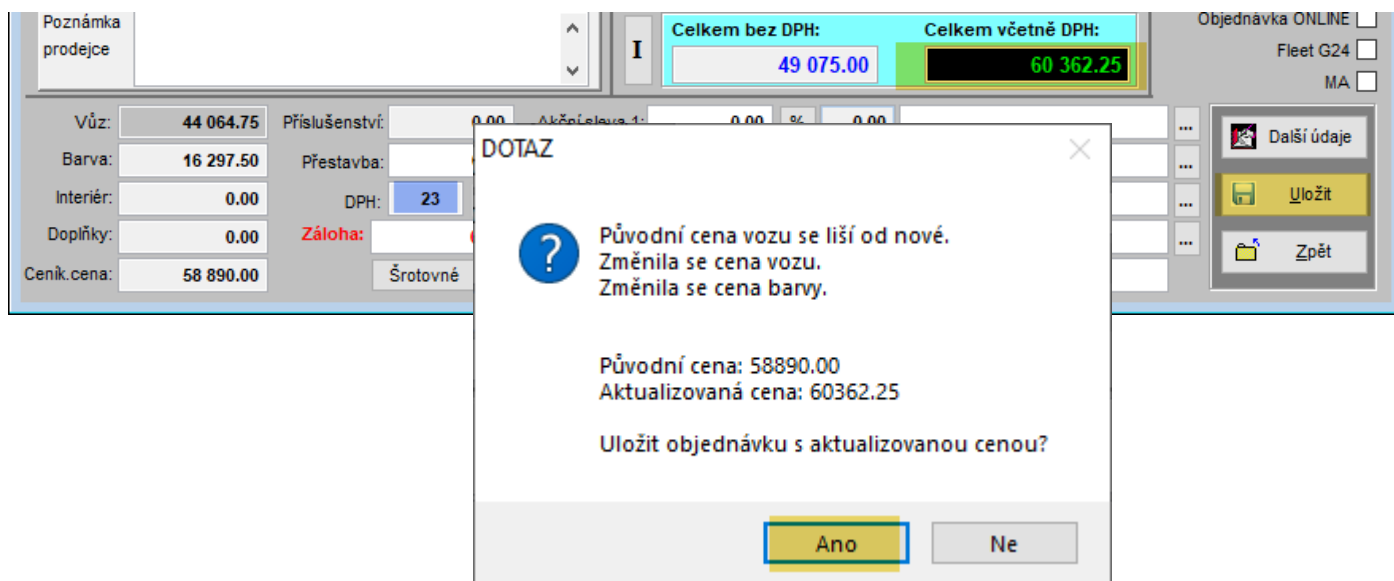 Poznámka
prodejce
I
Celkem bez DPH:
Celkem včetně DPH:
49 075.00
60 362.25
Objednávka ONLINE
Fleet G24
MA
Vůz: 44 064.75 Příslušenství: 0.00 Akční sleva 1: 0.00 % 0.00 ...
Barva: 16 297.50 Přestavba: ...
Interiér: 0.00 DPH: 23 ...
Doplňky: 0.00 Záloha: ...
Ceník.cena: 58 890.00 Šrotovné
Další údaje
Uložit
Zpět
DOTAZ
Původní cena vozu se liší od nové.
Změnila se cena vozu.
Změnila se cena barvy.
Původní cena: 58890.00
Aktualizovaná cena: 60362.25
Uložit objednávku s aktualizovanou cenou?
Ano Ne